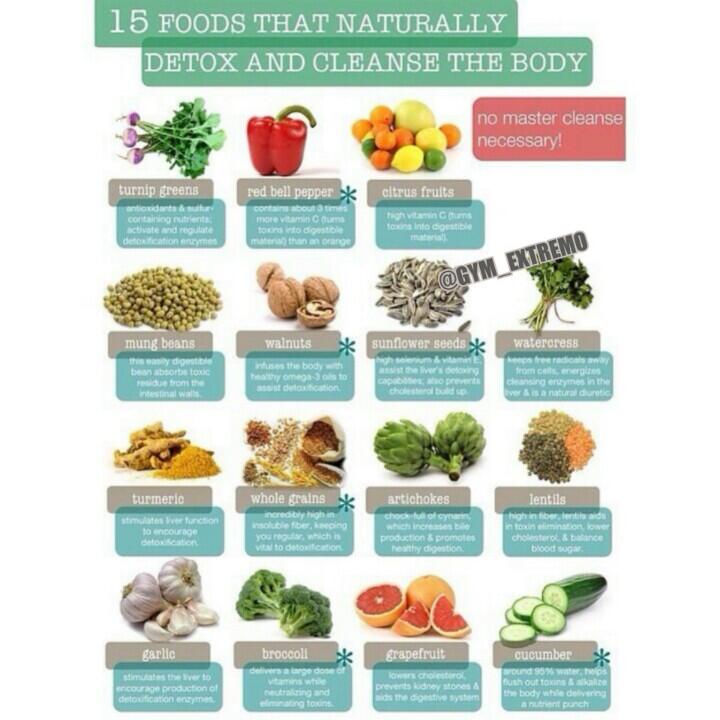 15 FOODS THAT NATURALLY
DETOX AND CLEANSE THE BODY
no master cleanse
necessary!
turnip greens
antioxidants & sulfur-
containing nutrients;
activate and regulate
detoxification enzymes
red bell pepper *
contains about 3 times
more vitamin C (turns
toxins into digestible
material) than an orange
citrus fruits
high vitamin C (turns
toxins into digestible
material).
@GYM_EXTREMO
mung beans
this easily digestible
bean absorbs toxic
residue from the
intestinal walls.
walnuts *
infuses the body with
healthy omega-3 oils to
assist detoxification.
sunflower seeds *
high selenium & vitamin E
assist the liver's detoxing
capabilities; also prevents
cholesterol build up.
watercress
keeps free radicals away
from cells, energizes
cleansing enzymes in the
liver & is a natural diuretic
turmeric
stimulates liver function
to encourage
detoxification.
whole grains *
incredibly high in
insoluble fiber, keeping
you regular, which is
vital to detoxification.
artichokes
chock-full of cynarin,
which increases bile
production & promotes
healthy digestion.
lentils
high in fiber, lentils aids
in toxin elimination, lower
cholesterol, & balance
blood sugar.
garlic
stimulates the liver to
encourage production of
detoxification enzymes.
broccoli *
delivers a large dose of
vitamins while
neutralizing and
eliminating toxins.
grapefruit
lowers cholesterol,
prevents kidney stones &
aids the digestive system
cucumber *
around 95% water, helps
flush out toxins & alkalize
the body while delivering
a nutrient punch